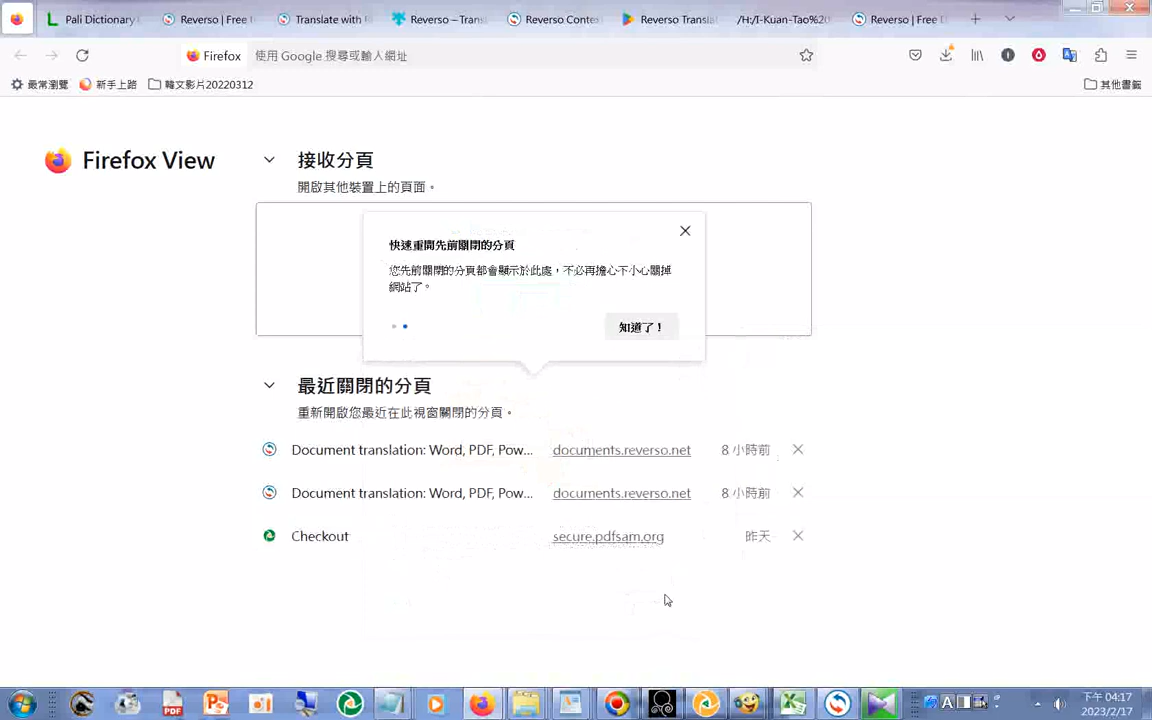 Pali Dictionary
Reverso | Free
Translate with
Reverso – Trans
Reverso Contex
Reverso Transla
/H:/I-Kuan-Tao%20
Reverso | Free D
Firefox
使用 Google 搜尋或輸入網址
最常瀏覽
新手上路
韓文影片20220312
其他書籤
Firefox View
接收分頁
開啟其他裝置上的頁面。
快速重開先前關閉的分頁
您先前關閉的分頁都會顯示於此處，不必再擔心不小心關掉
網站了。
知道了！
最近關閉的分頁
重新開啟您最近在此視窗關閉的分頁。
Document translation: Word, PDF, Pow... documents.reverso.net 8 小時前
Document translation: Word, PDF, Pow... documents.reverso.net 8 小時前
Checkout secure.pdfsam.org 昨天
PDF
A
下午 04:17
2023/2/17